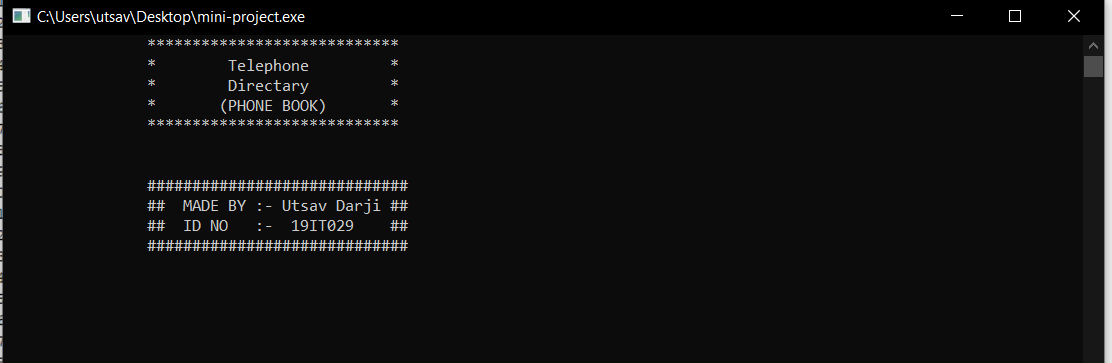 C:\Users\utsav\Desktop\mini-project.exe
****************************
*        Telephone         *
*        Directary         *
*       (PHONE BOOK)       *
****************************
#############################
##  MADE BY :- Utsav Darji ##
##  ID NO   :-  19IT029    ##
#############################